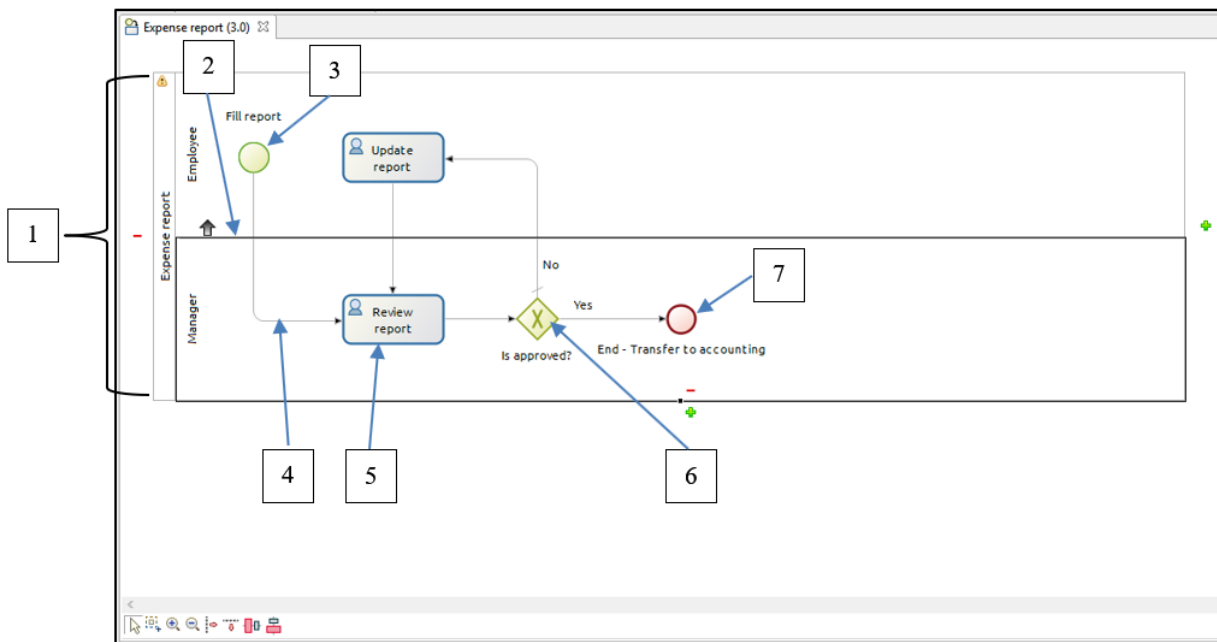 Expense report (3.0)
2
3
Fill report
Employee
Update
report
1
Expense report
No
7
Manager
Review
report
X
Yes
Is approved?
End - Transfer to accounting
4
5
6